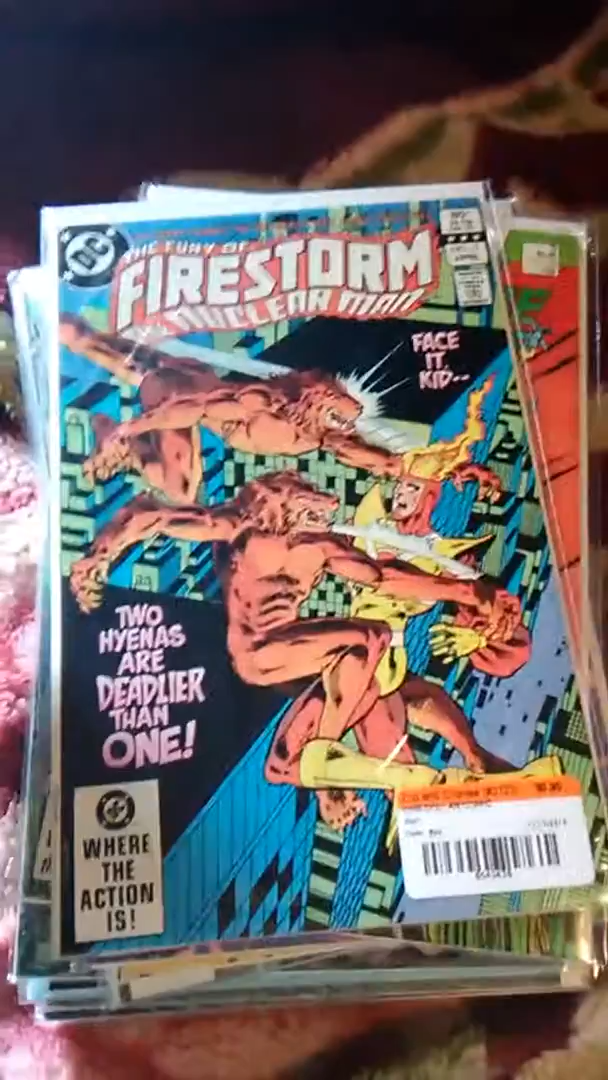 DC
THE FURY OF
FIRESTORM
THE NUCLEAR MAN
FACE
IT,
KID--
TWO
HYENAS
ARE
DEADLIER
THAN
ONE!
DC
WHERE
THE
ACTION
IS!